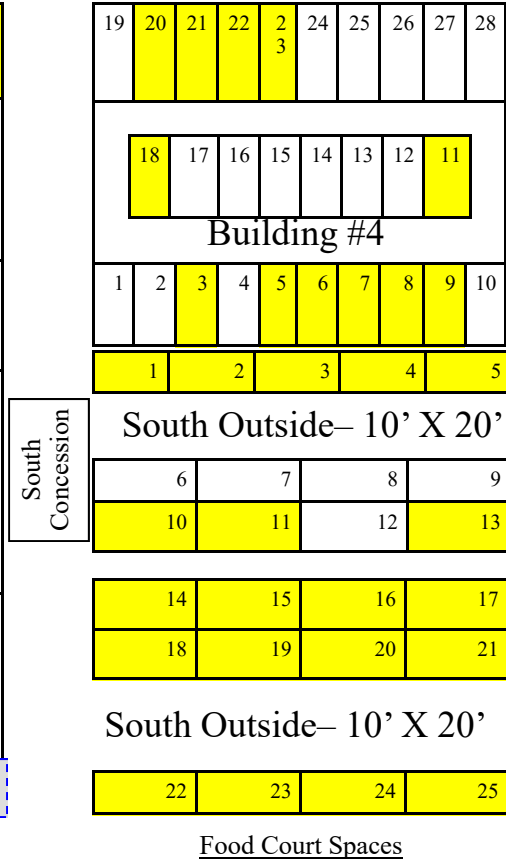 19 20 21 22 2 24 25 26 27 28
3
18 17 16 15 14 13 12 11
Building #4
1 2 3 4 5 6 7 8 9 10
1 2 3 4 5
South
Concession
South Outside– 10’ X 20’
6 7 8 9
10 11 12 13
14 15 16 17
18 19 20 21
South Outside– 10’ X 20’
22 23 24 25
Food Court Spaces